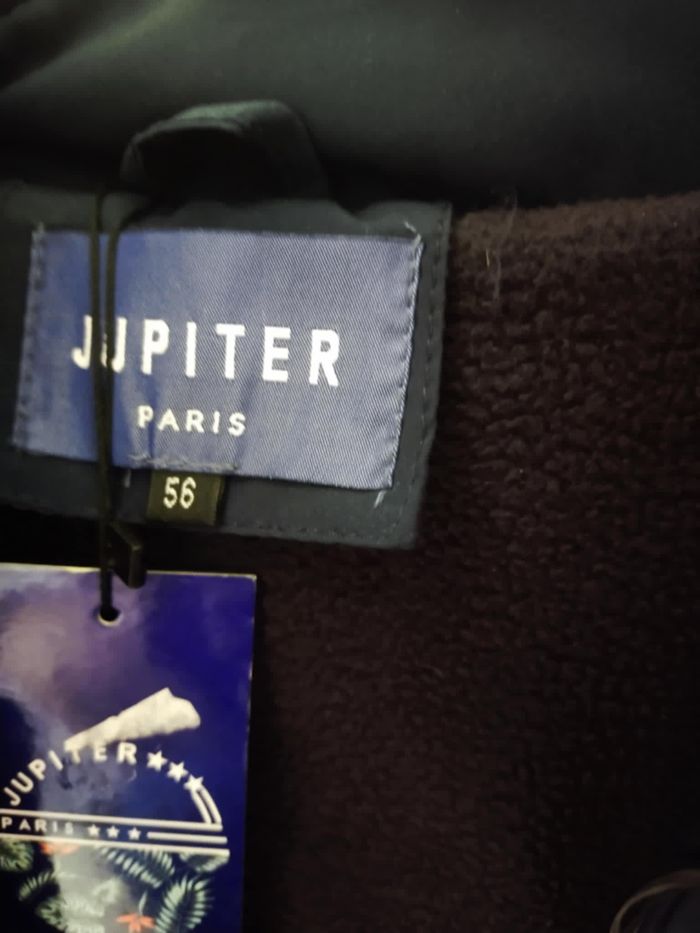 JUPITER
PARIS
56
JUPITER ★★★
PARIS ★★★